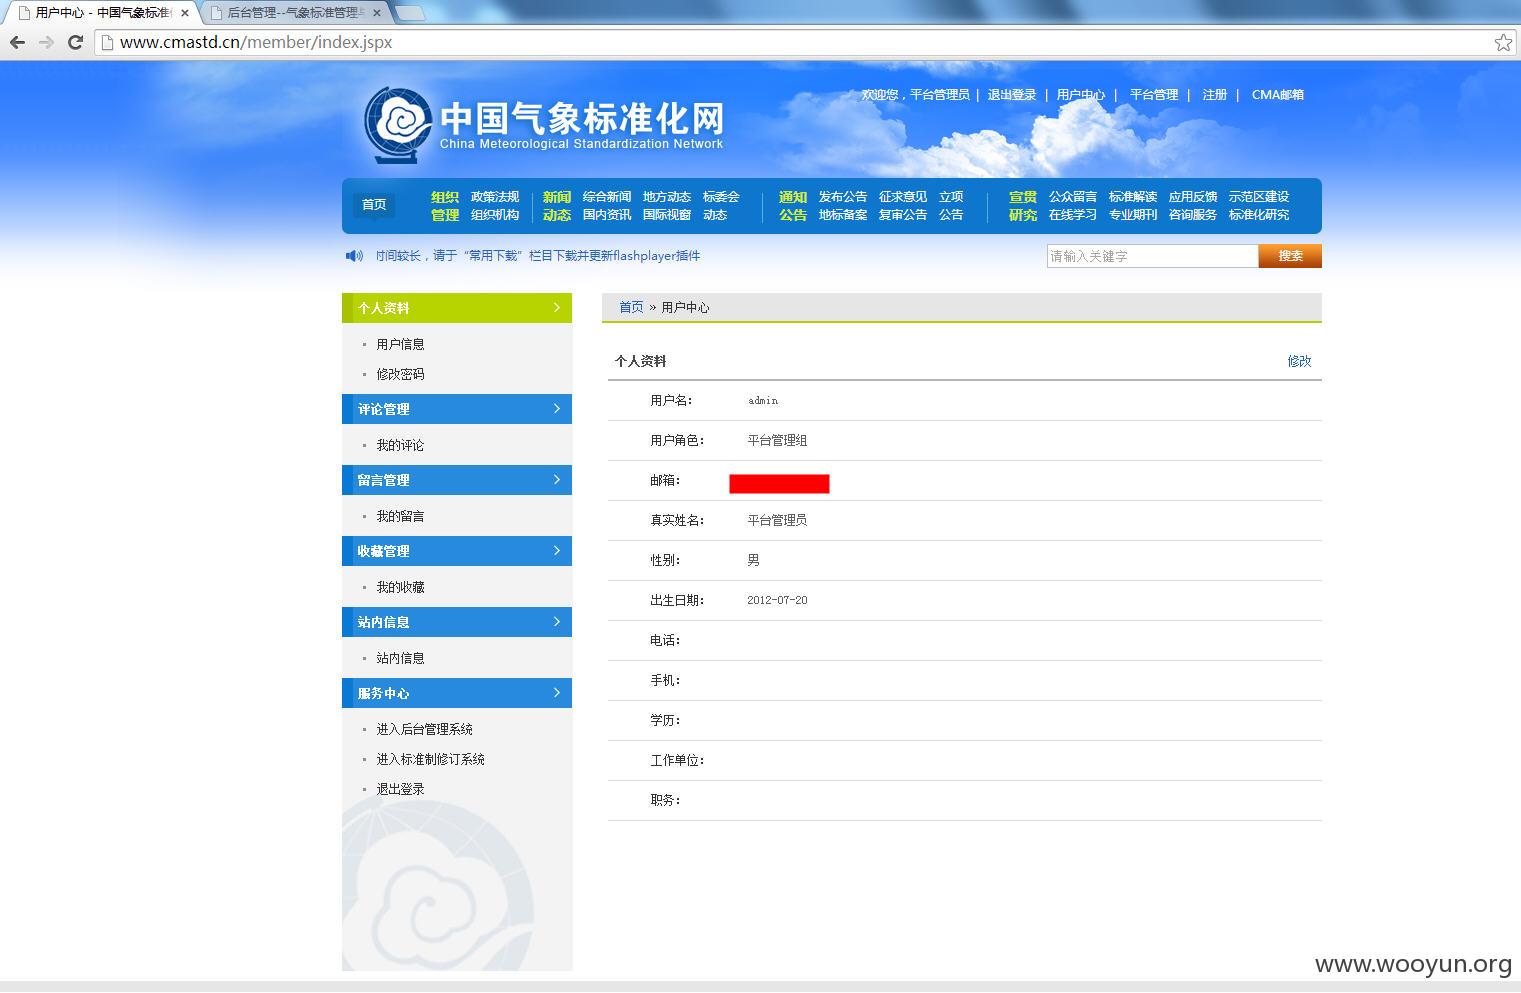 用户中心 - 中国气象标准
后台管理--气象标准管理
www.cmastd.cn/member/index.jspx
欢迎您，平台管理员 | 退出登录 | 用户中心 | 平台管理 | 注册 | CMA邮箱
中国气象标准化网
China Meteorological Standardization Network
首页
组织管理 政策法规 组织机构
新闻动态 综合新闻 地方动态 标委会 国内资讯 国际视窗 动态
通知公告 发布公告 征求意见 立项 地标备案 复审公告 公告
宣贯研究 公众留言 标准解读 应用反馈 示范区建设 在线学习 专业期刊 咨询服务 标准化研究
时间较长，请于“常用下载”栏目下载并更新flashplayer插件
请输入关键字 搜索
个人资料
用户信息
修改密码
评论管理
我的评论
留言管理
我的留言
收藏管理
我的收藏
站内信息
站内信息
服务中心
进入后台管理系统
进入标准制修订系统
退出登录
首页 » 用户中心
个人资料 修改
用户名： admin
用户角色： 平台管理组
邮箱：
真实姓名： 平台管理员
性别： 男
出生日期： 2012-07-20
电话：
手机：
学历：
工作单位：
职务：
www.wooyun.org